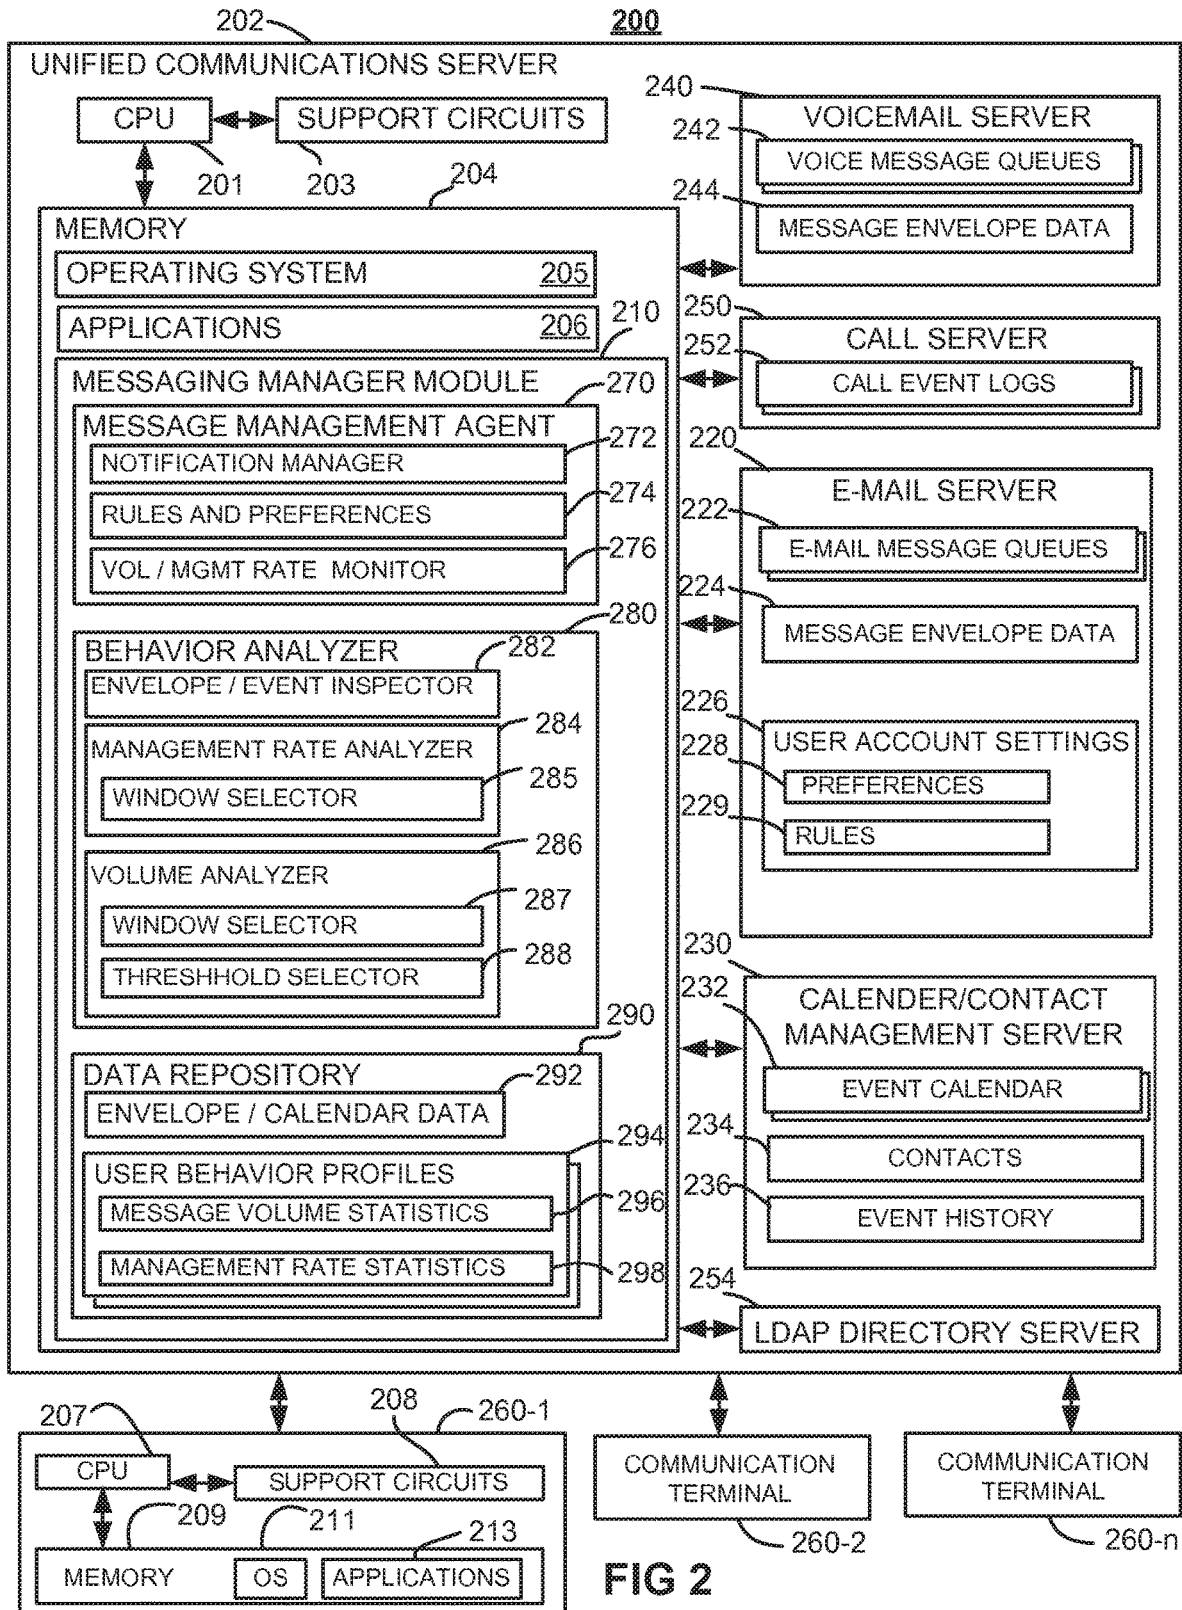 202
200
UNIFIED COMMUNICATIONS SERVER
CPU
SUPPORT CIRCUITS
201
203
204
MEMORY
OPERATING SYSTEM 205
APPLICATIONS 206
210
MESSAGING MANAGER MODULE
270
MESSAGE MANAGEMENT AGENT
272
NOTIFICATION MANAGER
274
RULES AND PREFERENCES
276
VOL / MGMT RATE MONITOR
280
BEHAVIOR ANALYZER
282
ENVELOPE / EVENT INSPECTOR
284
MANAGEMENT RATE ANALYZER
285
WINDOW SELECTOR
286
VOLUME ANALYZER
287
WINDOW SELECTOR
288
THRESHHOLD SELECTOR
290
DATA REPOSITORY
292
ENVELOPE / CALENDAR DATA
294
USER BEHAVIOR PROFILES
MESSAGE VOLUME STATISTICS
296
MANAGEMENT RATE STATISTICS
298
240
VOICEMAIL SERVER
242
VOICE MESSAGE QUEUES
244
MESSAGE ENVELOPE DATA
250
CALL SERVER
252
CALL EVENT LOGS
220
E-MAIL SERVER
222
E-MAIL MESSAGE QUEUES
224
MESSAGE ENVELOPE DATA
226
USER ACCOUNT SETTINGS
228
PREFERENCES
229
RULES
230
CALENDER/CONTACT
MANAGEMENT SERVER
232
EVENT CALENDAR
234
CONTACTS
236
EVENT HISTORY
254
LDAP DIRECTORY SERVER
207
208
260-1
CPU
SUPPORT CIRCUITS
209
211
213
MEMORY
OS
APPLICATIONS
COMMUNICATION
TERMINAL
260-2
COMMUNICATION
TERMINAL
260-n
FIG 2